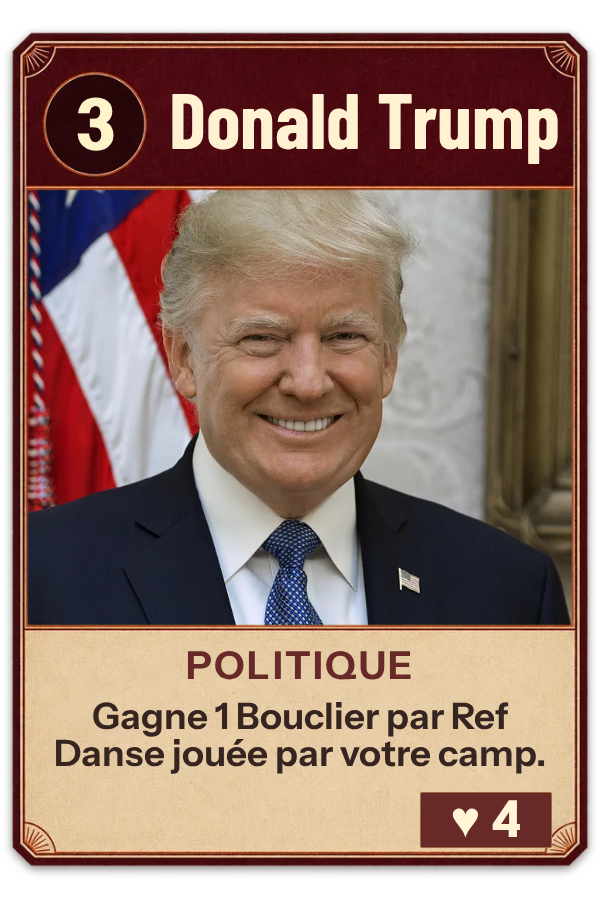 3 Donald Trump
POLITIQUE
Gagne 1 Bouclier par Ref
Danse jouée par votre camp.
♥ 4